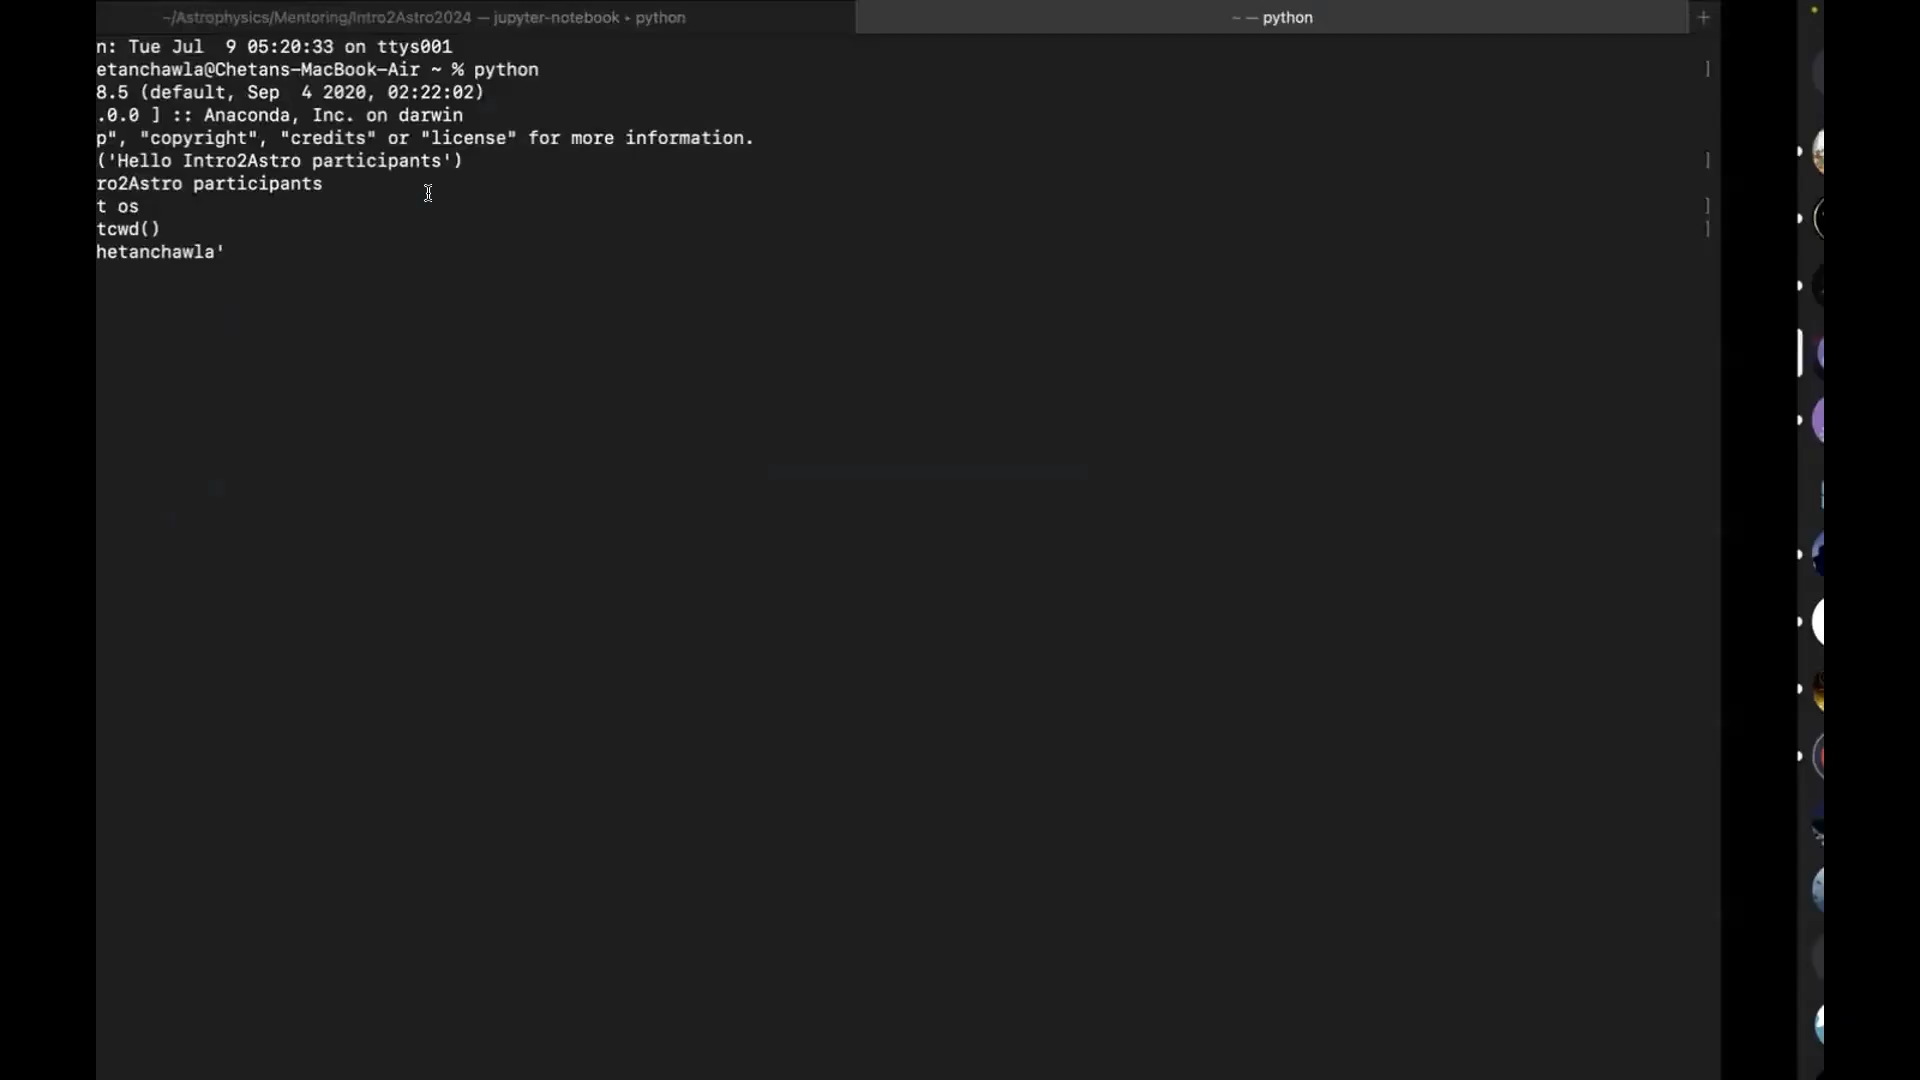 ~/Astrophysics/Mentoring/Intro2Astro2024 — jupyter-notebook ▸ python
~ — python
+
n: Tue Jul  9 05:20:33 on ttys001
etanchawla@Chetans-MacBook-Air ~ % python
8.5 (default, Sep  4 2020, 02:22:02)
.0.0 ] :: Anaconda, Inc. on darwin
p", "copyright", "credits" or "license" for more information.
('Hello Intro2Astro participants')
ro2Astro participants
t os
tcwd()
hetanchawla'